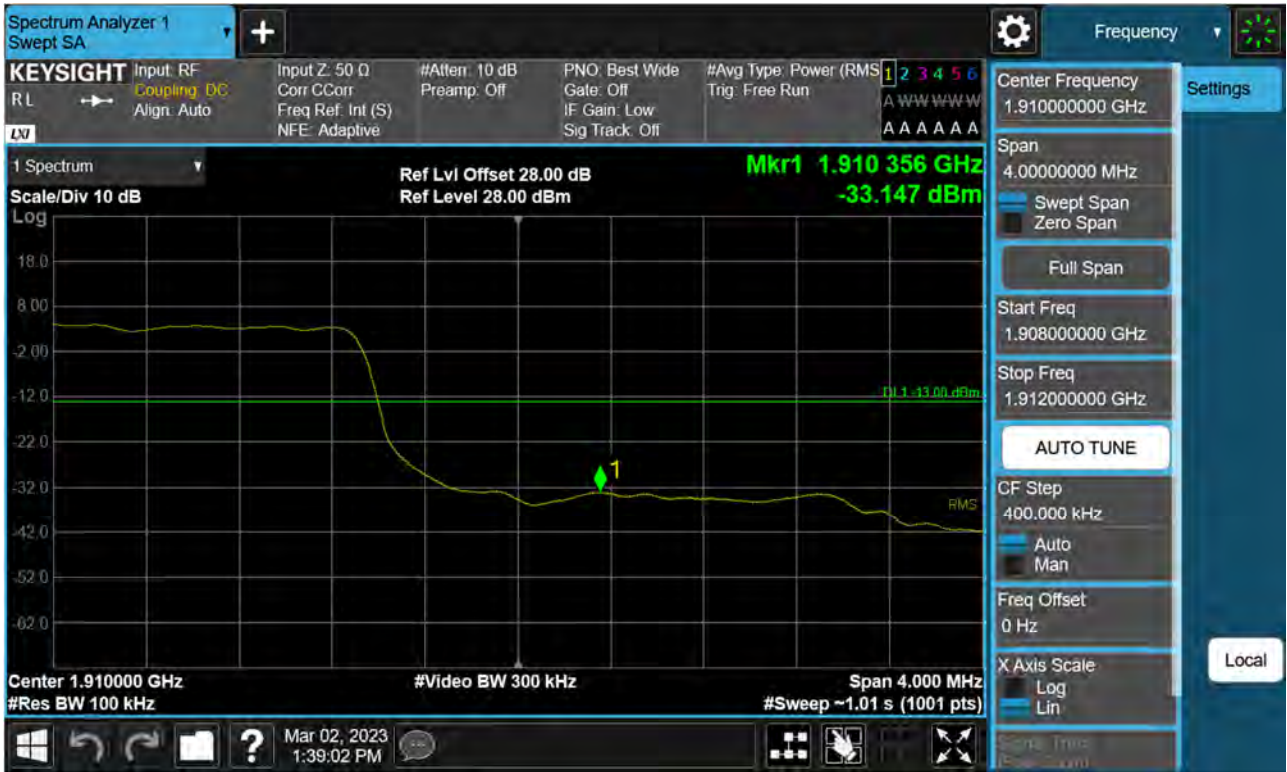 Spectrum Analyzer 1
Swept SA
Frequency
KEYSIGHT
R L
LXI
Input: RF
Coupling: DC
Align: Auto
Input Z: 50 Ω
Corr CCorr
Freq Ref: Int (S)
NFE: Adaptive
#Atten: 10 dB
Preamp: Off
PNO: Best Wide
Gate: Off
IF Gain: Low
Sig Track: Off
#Avg Type: Power (RMS
Trig: Free Run
1 2 3 4 5 6
A W W W W W
A A A A A A
1 Spectrum
Scale/Div 10 dB
Log
Ref Lvl Offset 28.00 dB
Ref Level 28.00 dBm
Mkr1 1.910 356 GHz
-33.147 dBm
18.0
8.00
-2.00
-12.0
-22.0
-32.0
-42.0
-52.0
-62.0
DL1 -13.00 dBm
1
RMS
Center 1.910000 GHz
#Res BW 100 kHz
#Video BW 300 kHz
Span 4.000 MHz
#Sweep ~1.01 s (1001 pts)
Center Frequency
1.910000000 GHz
Span
4.00000000 MHz
Swept Span
Zero Span
Full Span
Start Freq
1.908000000 GHz
Stop Freq
1.912000000 GHz
AUTO TUNE
CF Step
400.000 kHz
Auto
Man
Freq Offset
0 Hz
X Axis Scale
Log
Lin
Settings
Local
?
Mar 02, 2023
1:39:02 PM